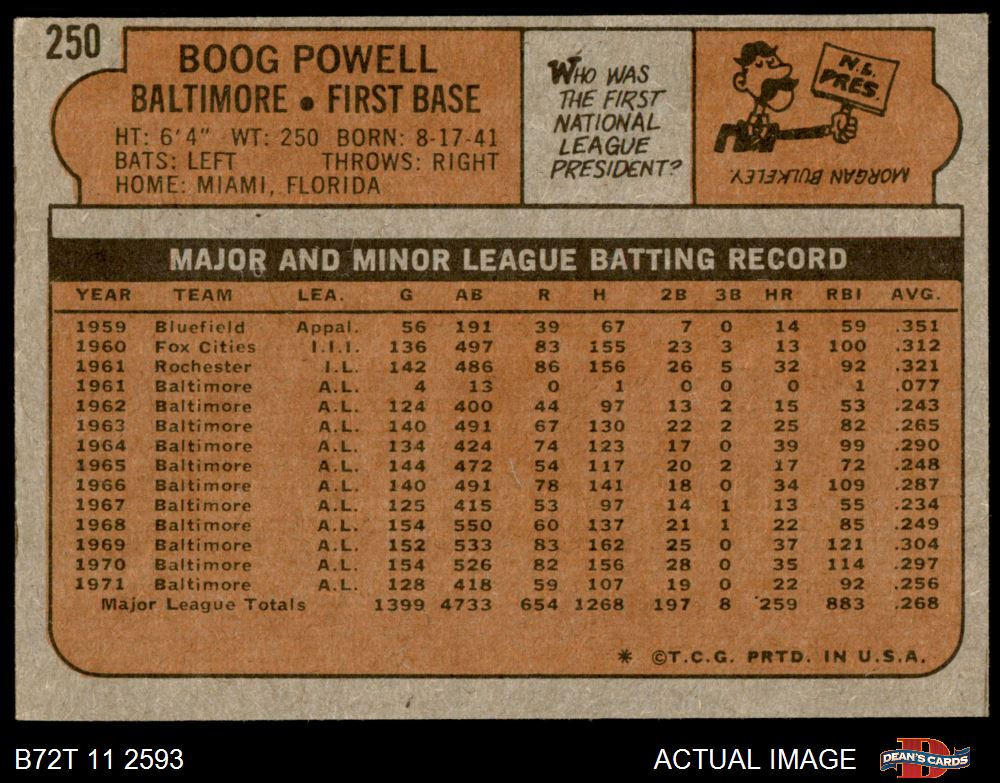 250
BOOG POWELL
BALTIMORE • FIRST BASE
HT: 6'4" WT: 250 BORN: 8-17-41
BATS: LEFT THROWS: RIGHT
HOME: MIAMI, FLORIDA
WHO WAS
THE FIRST
NATIONAL
LEAGUE
PRESIDENT?
N.L.
PRES.
MORGAN BULKELEY
MAJOR AND MINOR LEAGUE BATTING RECORD
YEAR TEAM LEA. G AB R H 2B 3B HR RBI AVG.
1959 Bluefield Appal. 56 191 39 67 7 0 14 59 .351
1960 Fox Cities I.I.I. 136 497 83 155 23 3 13 100 .312
1961 Rochester I.L. 142 486 86 156 26 5 32 92 .321
1961 Baltimore A.L. 4 13 0 1 0 0 0 1 .077
1962 Baltimore A.L. 124 400 44 97 13 2 15 53 .243
1963 Baltimore A.L. 140 491 67 130 22 2 25 82 .265
1964 Baltimore A.L. 134 424 74 123 17 0 39 99 .290
1965 Baltimore A.L. 144 472 54 117 20 2 17 72 .248
1966 Baltimore A.L. 140 491 78 141 18 0 34 109 .287
1967 Baltimore A.L. 125 415 53 97 14 1 13 55 .234
1968 Baltimore A.L. 154 550 60 137 21 1 22 85 .249
1969 Baltimore A.L. 152 533 83 162 25 0 37 121 .304
1970 Baltimore A.L. 154 526 82 156 28 0 35 114 .297
1971 Baltimore A.L. 128 418 59 107 19 0 22 92 .256
Major League Totals 1399 4733 654 1268 197 8 259 883 .268
* ©T.C.G. PRTD. IN U.S.A.
B72T 11 2593 ACTUAL IMAGE DEAN'S CARDS